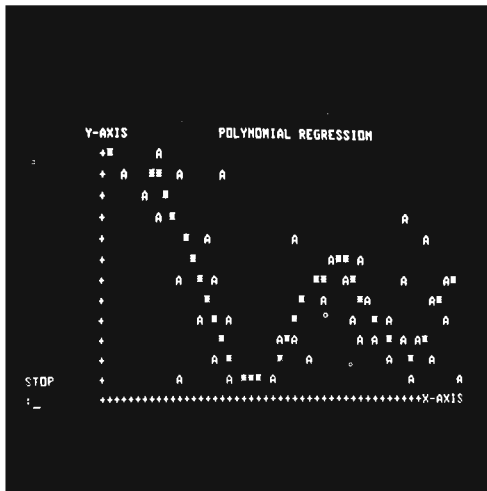 Y-AXIS POLYNOMIAL REGRESSION
+* A
+ A ** A A
+ A *
+ A * A
+ * A A A
+ * A**A
+ A * A ** *A A A*
+ * * A *A **A
+ A * A * A * A A
+ * A*A A A * A A*
+ A * * A A * A
STOP + A A *** A A A
:_ ++++++++++++++++++++++++++++++++++++++++++++++X-AXIS